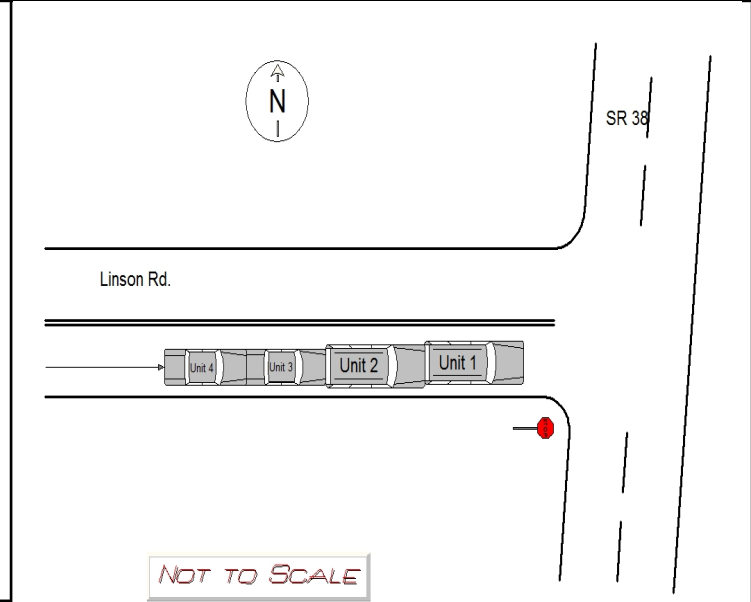 N
SR 38
Linson Rd.
Unit 4 Unit 3 Unit 2 Unit 1
NOT TO SCALE